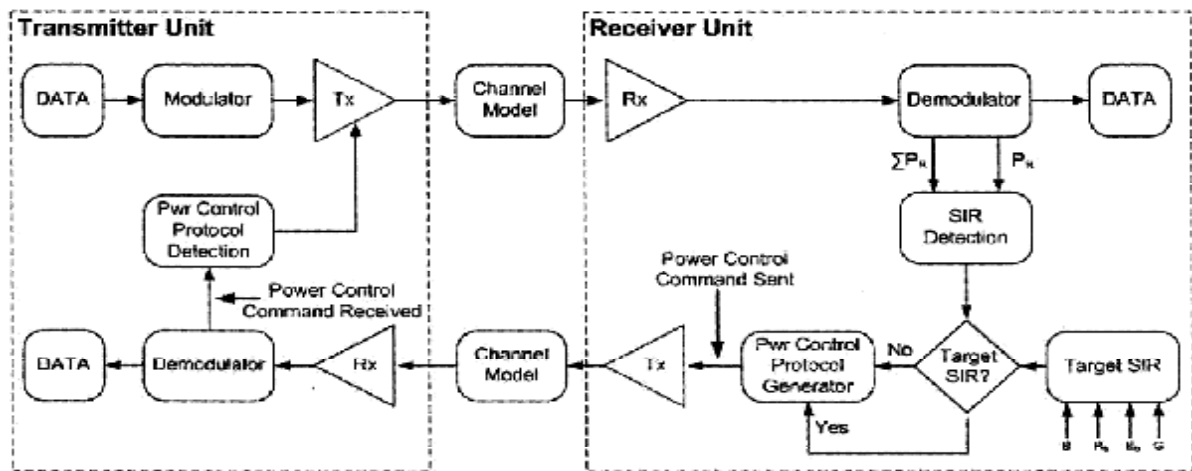 Transmitter Unit
Receiver Unit
DATA
Modulator
Tx
Channel
Model
Rx
Demodulator
DATA
ΣP
P
Pwr Control
Protocol
Detection
SIR
Detection
Power Control
Command Sent
Power Control
Command Received
DATA
Demodulator
Rx
Channel
Model
Tx
Pwr Control
Protocol
Generator
No
Target
SIR?
Target SIR
Yes
G